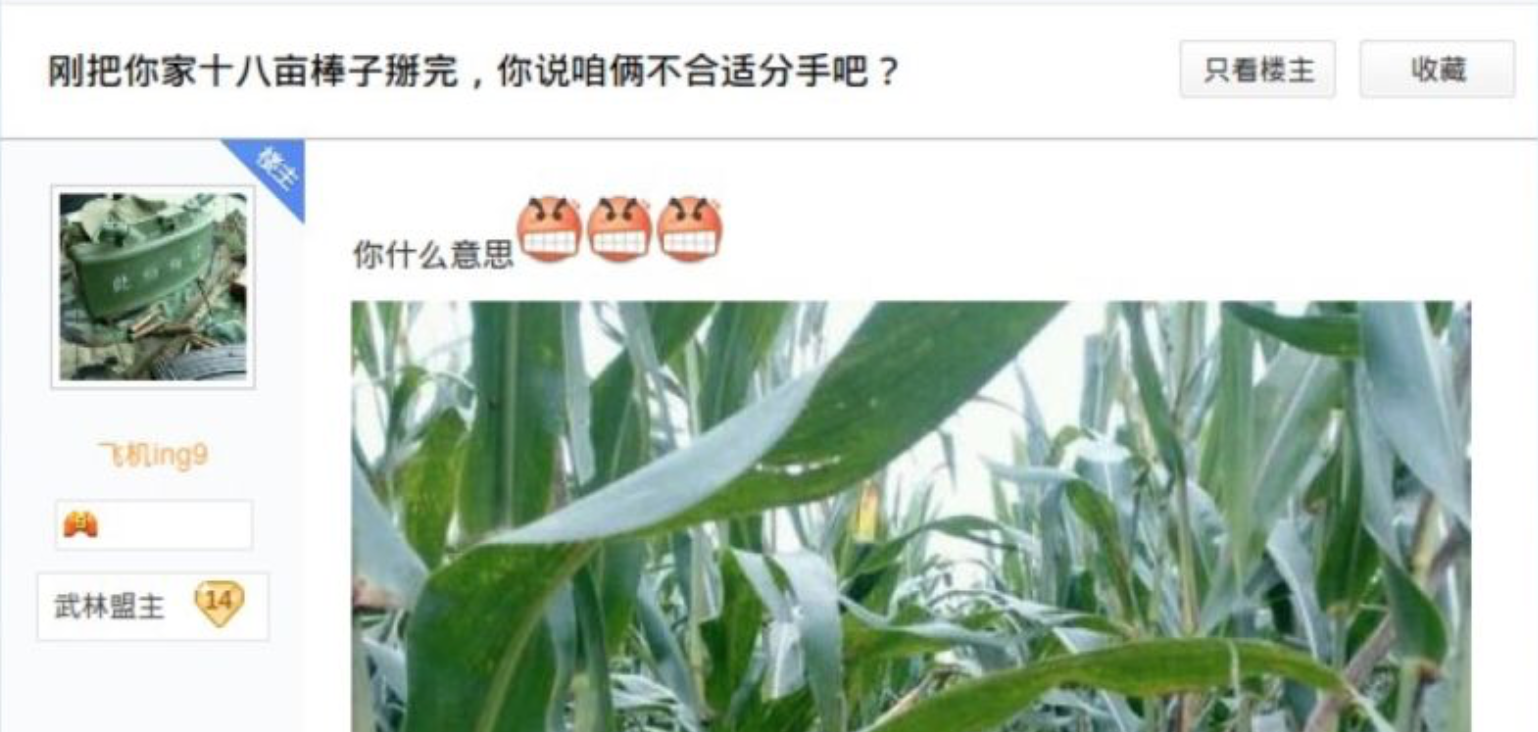 刚把你家十八亩棒子掰完，你说咱俩不合适分手吧？
只看楼主
收藏
楼主
你什么意思
飞机ing9
武林盟主 14